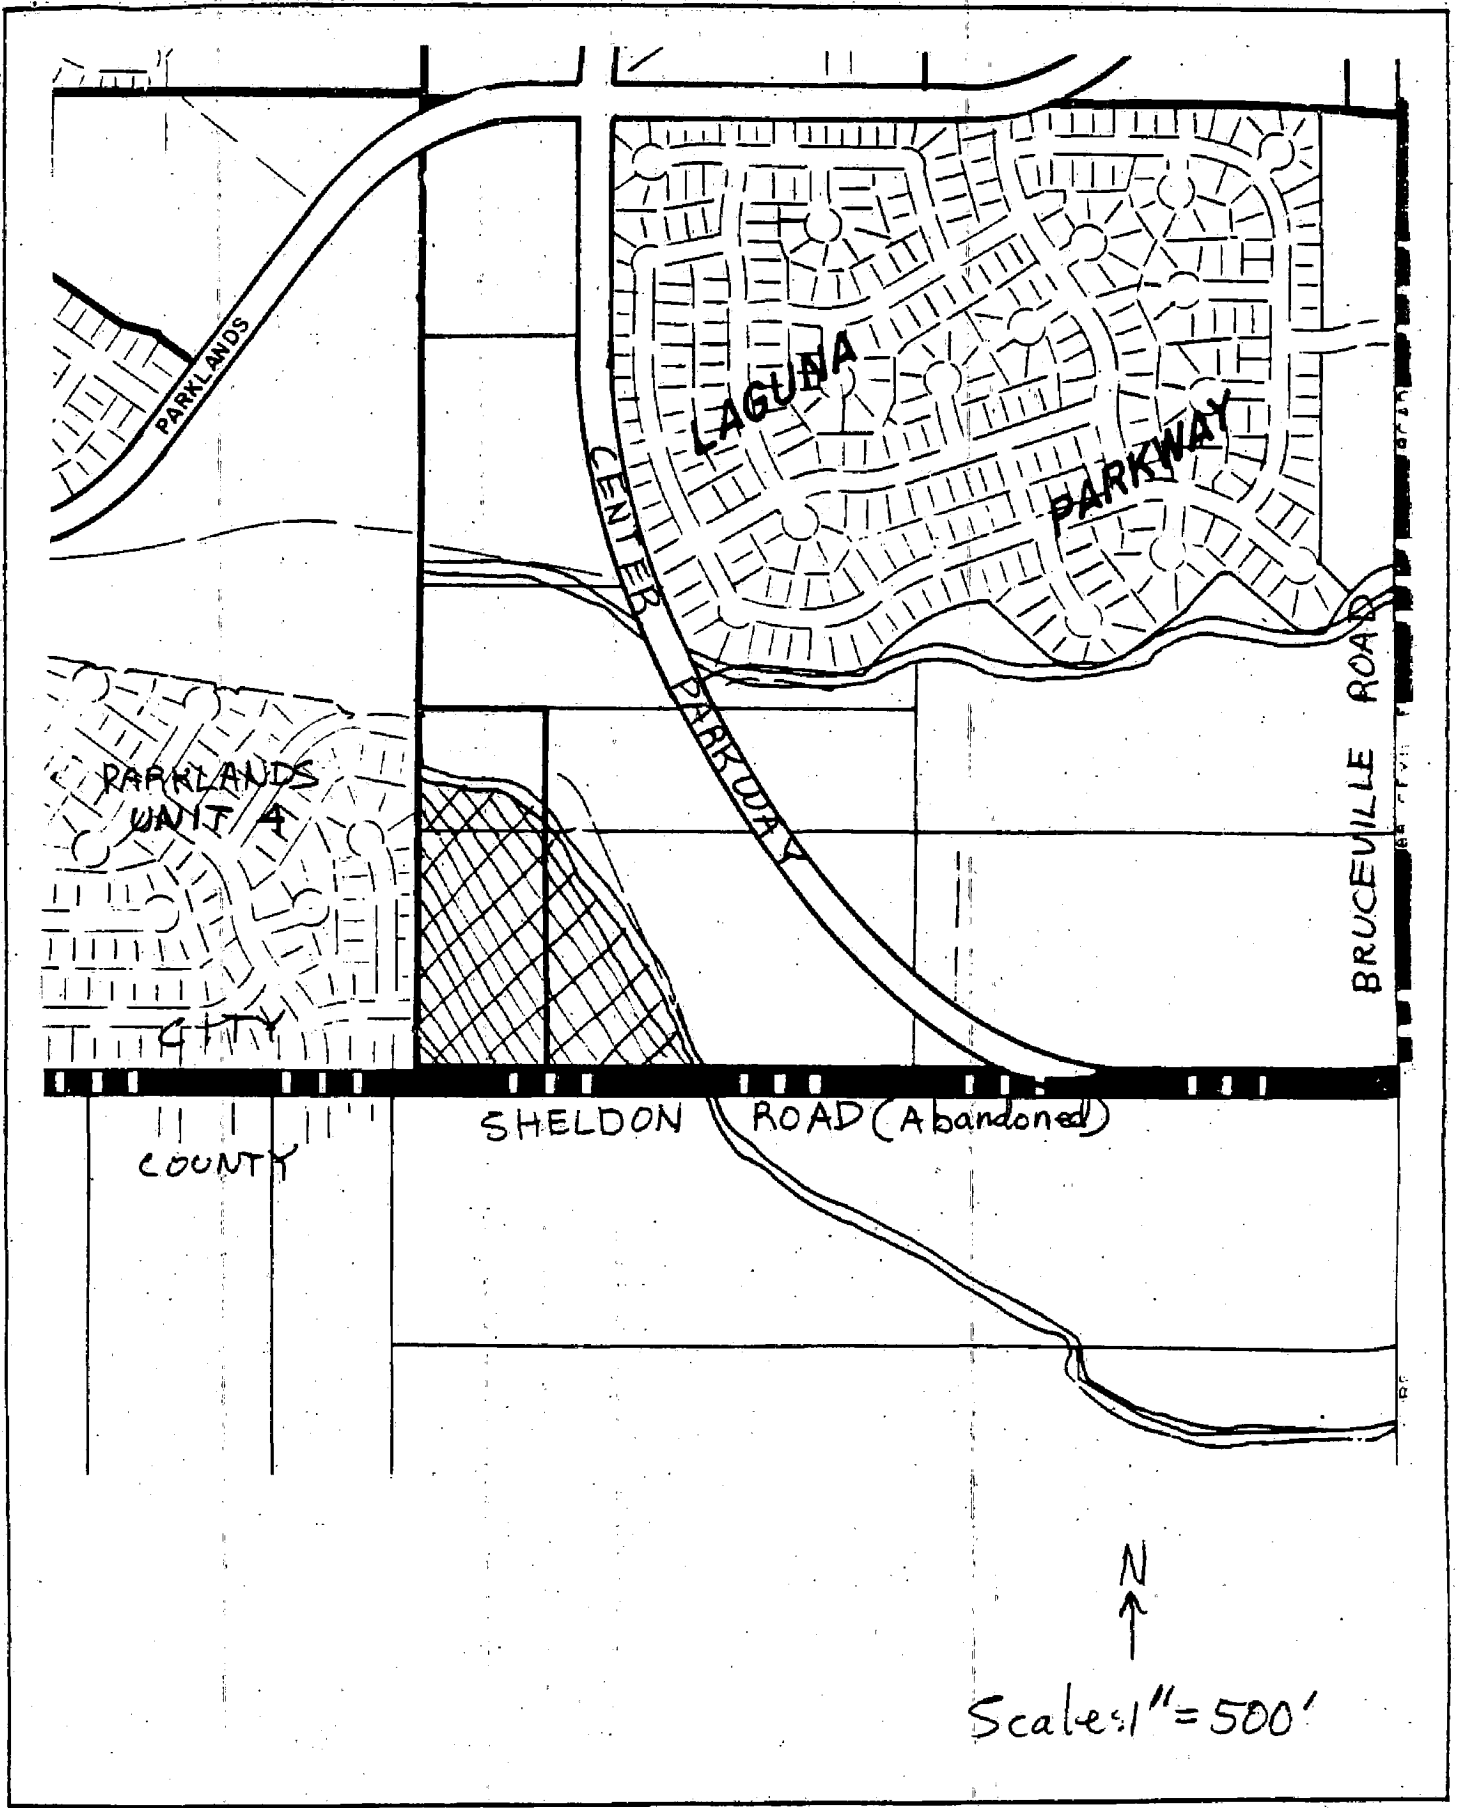 PARKLANDS
LAGUNA
PARKWAY
CENTER PARKWAY
BRUCEVILLE ROAD
PARKLANDS
UNIT 4
CITY
SHELDON ROAD (Abandoned)
COUNTY
N
Scale: 1" = 500'